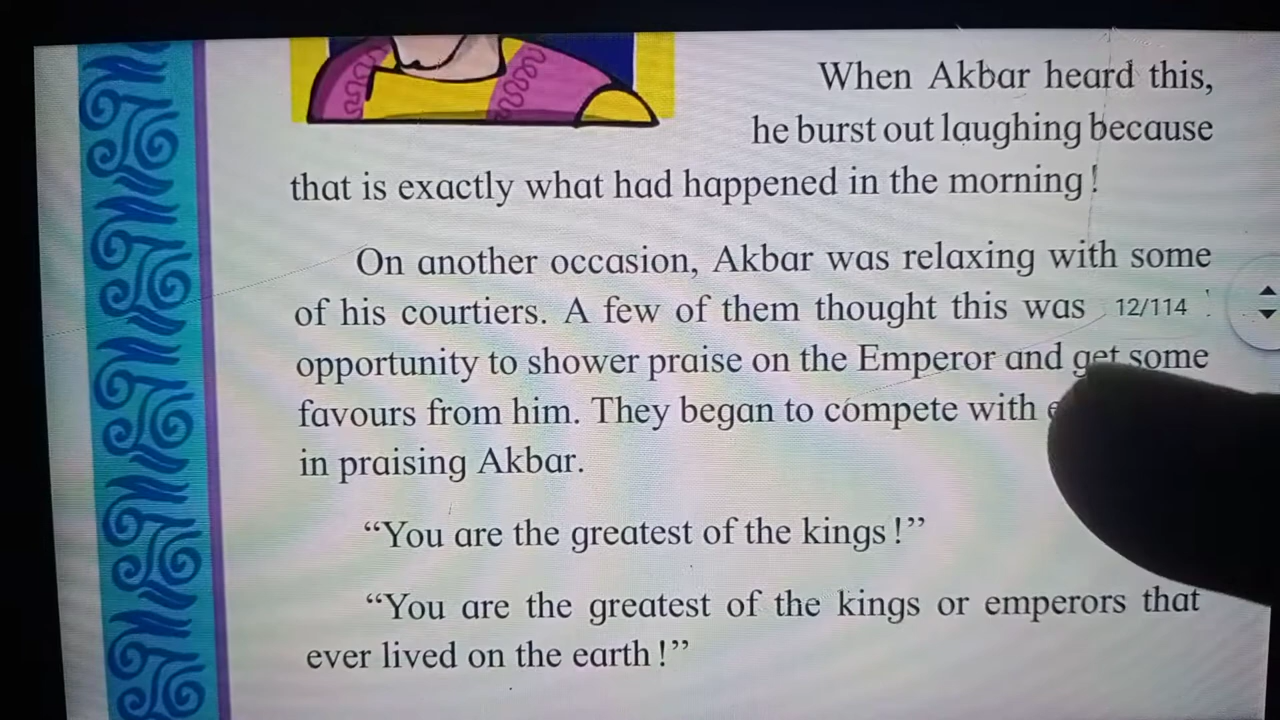 When Akbar heard this,
he burst out laughing because
that is exactly what had happened in the morning!
On another occasion, Akbar was relaxing with some
of his courtiers. A few of them thought this was
12/114
opportunity to shower praise on the Emperor and get some
favours from him. They began to compete with
in praising Akbar.
“You are the greatest of the kings!”
“You are the greatest of the kings or emperors that
ever lived on the earth!”